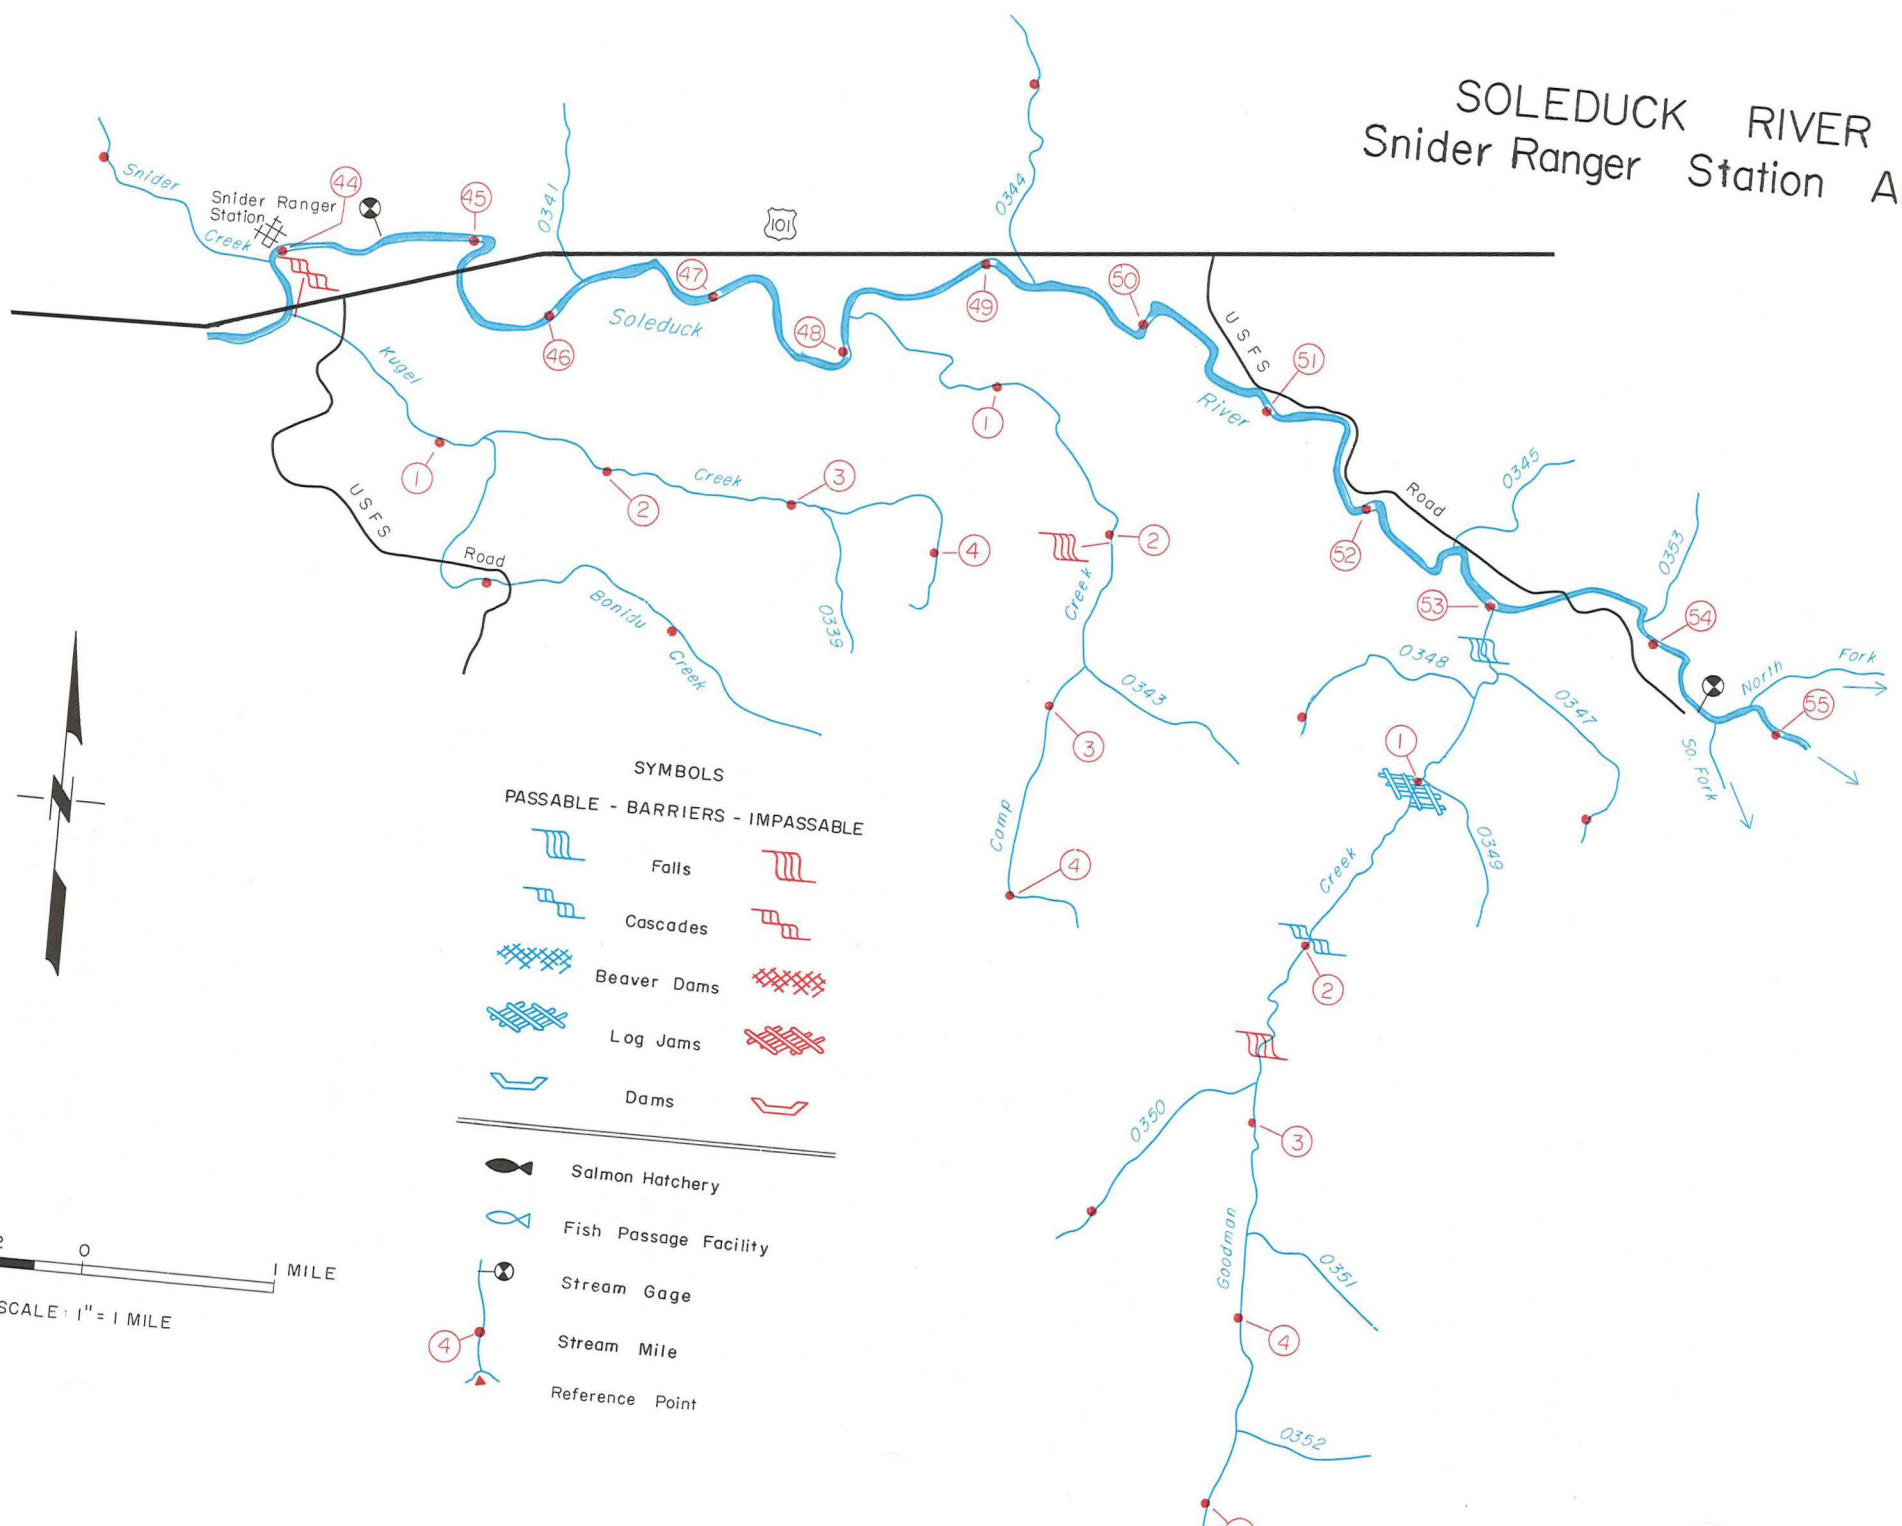 SOLEDUCK RIVER
Snider Ranger Station A
Snider
Creek
Snider Ranger
Station
44
45
0341
101
0344
46
47
Soleduck
48
49
50
USFS
51
River
52
Road
0345
0353
53
54
North Fork
55
So. Fork
Kugel
1
2
Creek
3
4
0339
USFS
Road
Bonidu
Creek
1
2
Creek
0343
3
Camp
4
0348
0347
1
0349
Creek
2
0350
3
Goodman
0351
4
0352
SYMBOLS
PASSABLE - BARRIERS - IMPASSABLE
Falls
Cascades
Beaver Dams
Log Jams
Dams
Salmon Hatchery
Fish Passage Facility
Stream Gage
4
Stream Mile
Reference Point
N
0
1 MILE
SCALE: 1" = 1 MILE